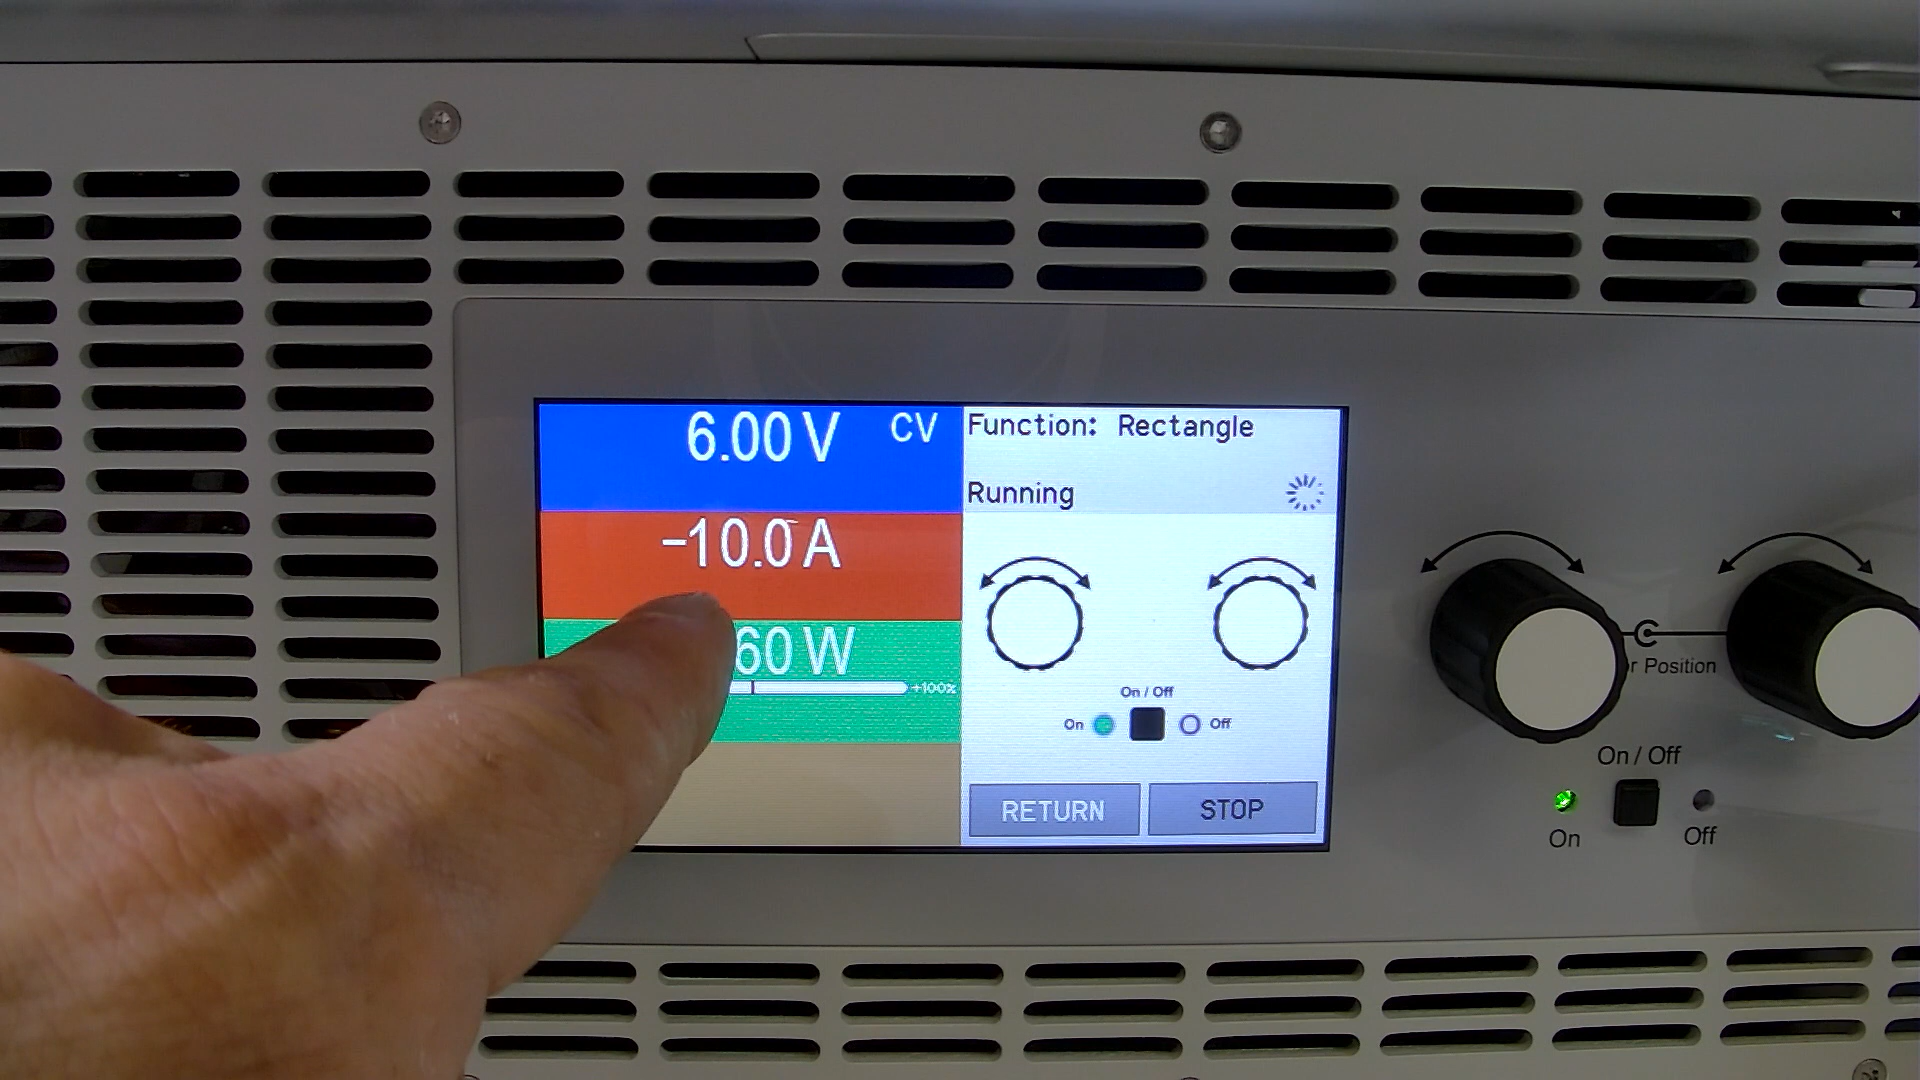 6.00 V CV
-10.0 A
60 W
+100%
Function: Rectangle
Running
On / Off
On
Off
RETURN
STOP
Position
On / Off
On
Off